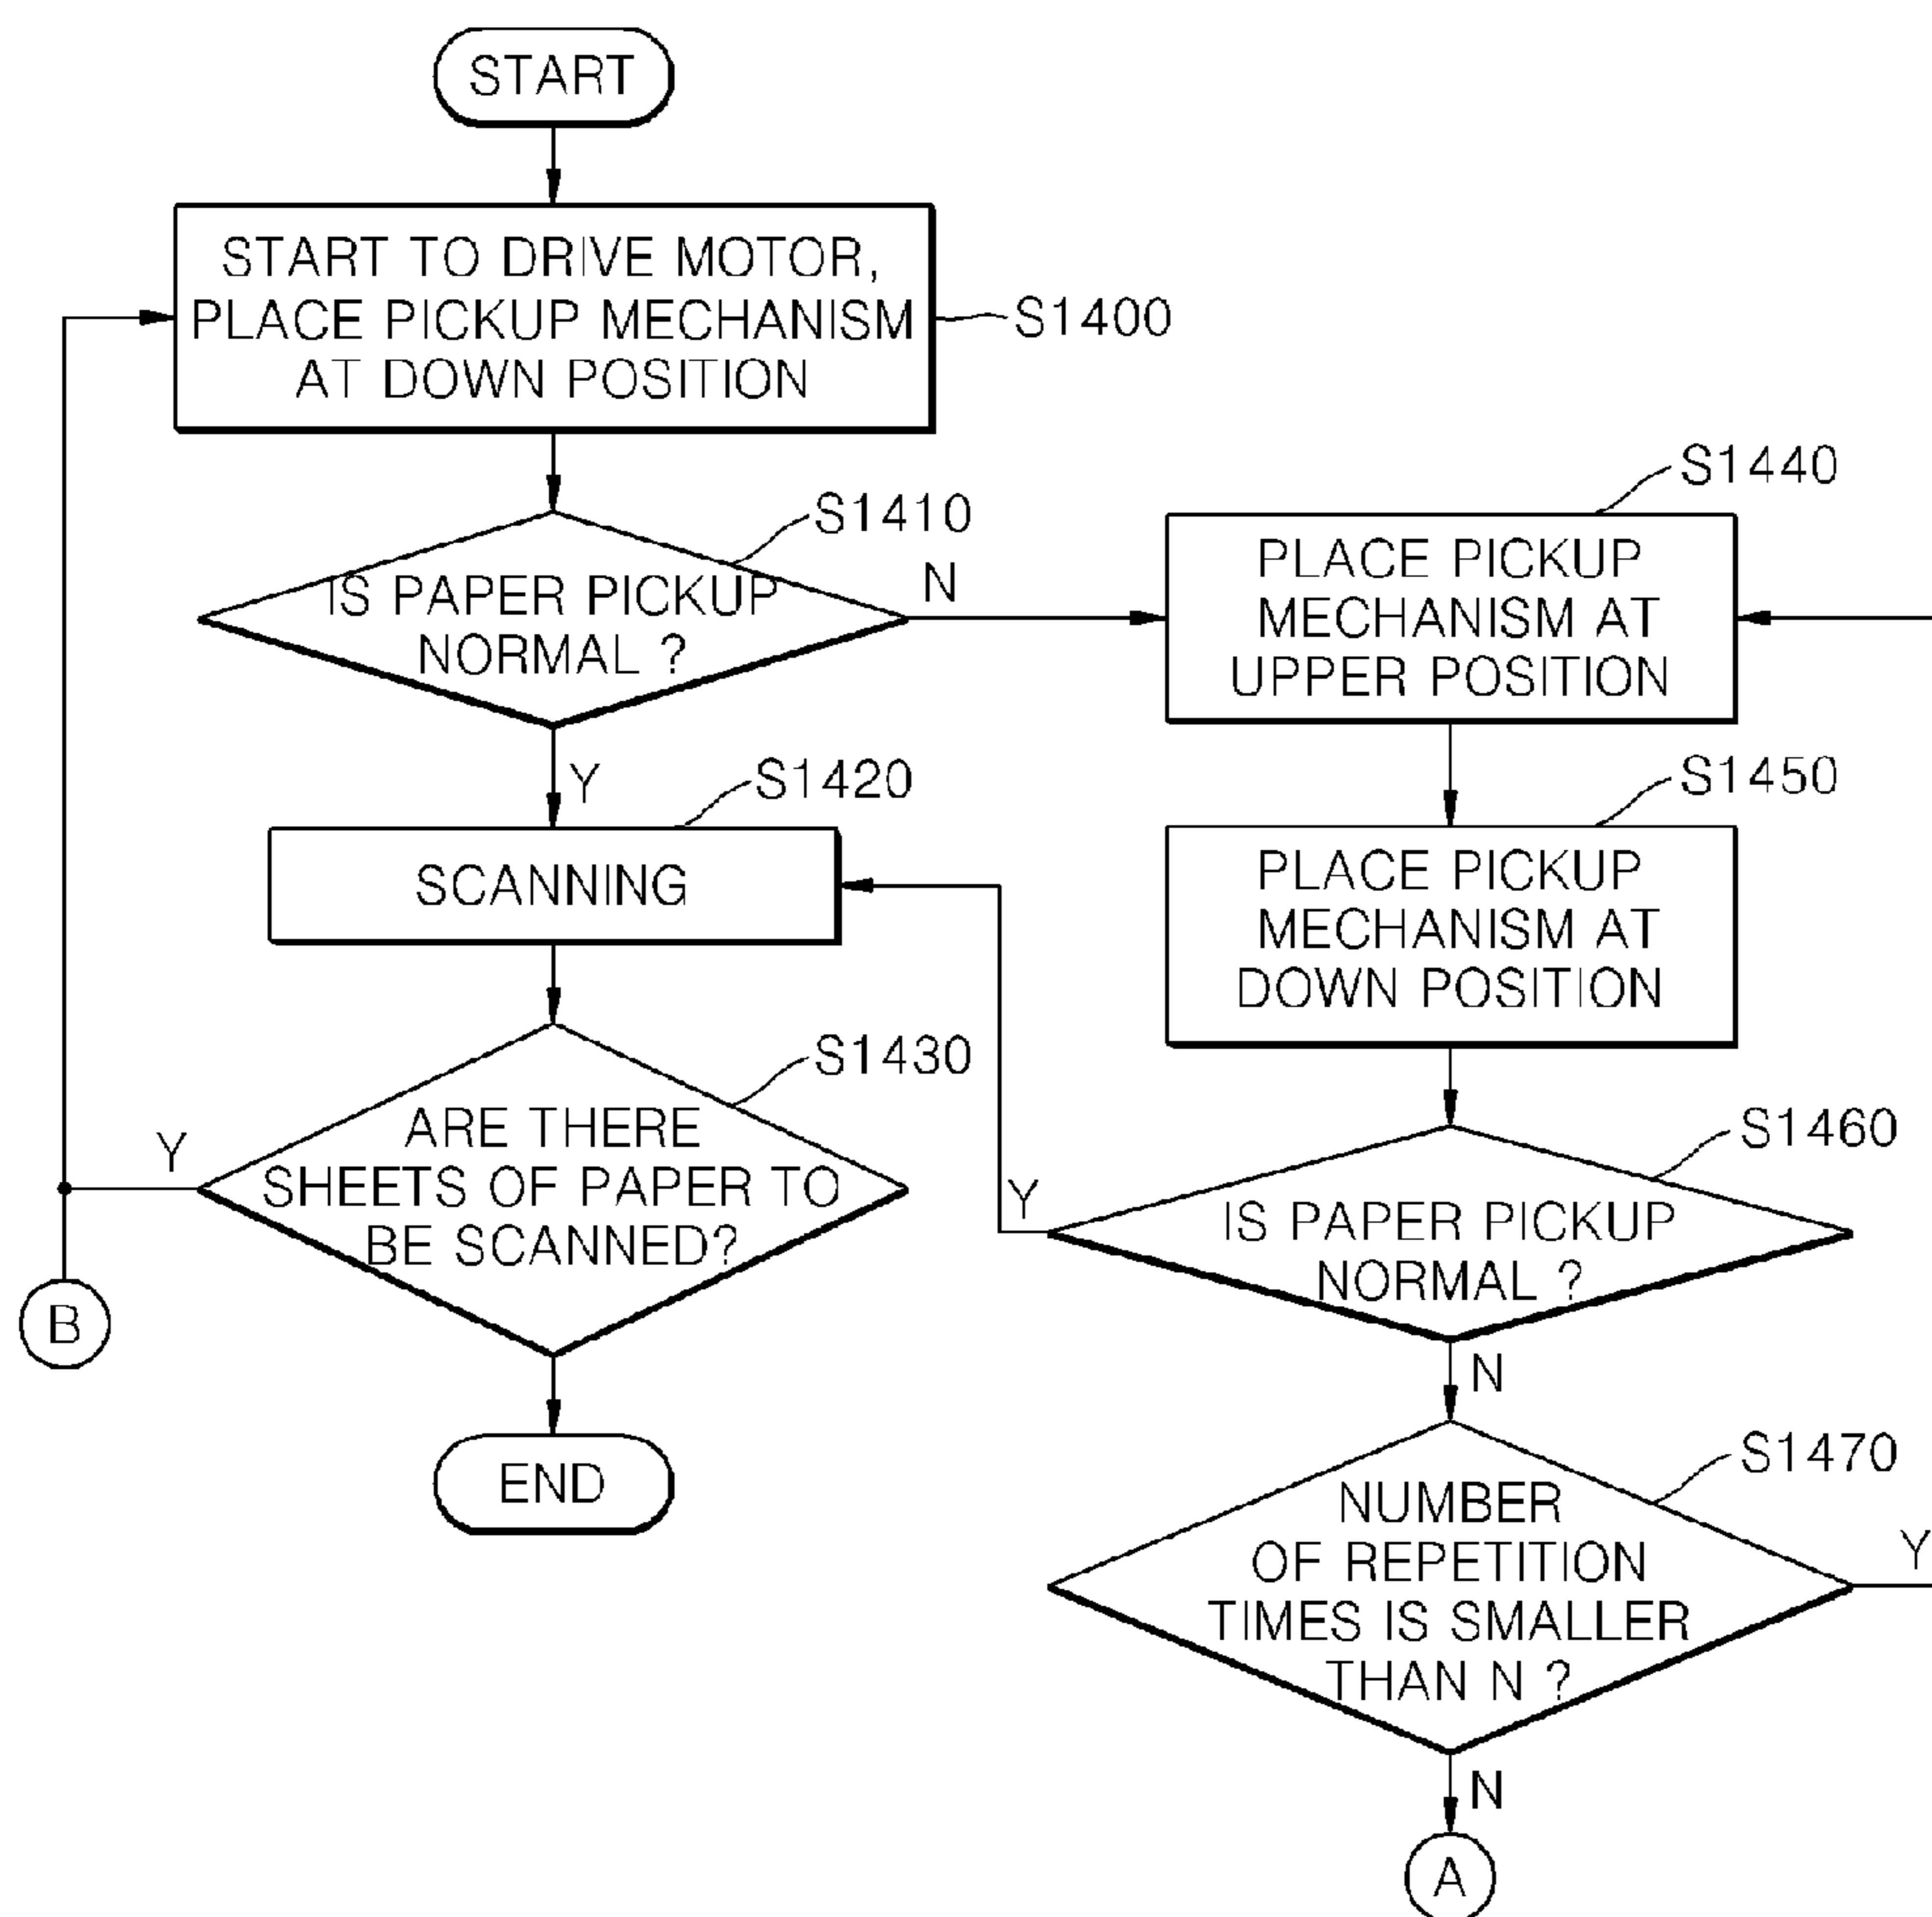 START
START TO DRIVE MOTOR,
PLACE PICKUP MECHANISM
AT DOWN POSITION
S1400
S1410
IS PAPER PICKUP
NORMAL ?
N
Y
S1420
SCANNING
S1430
ARE THERE
SHEETS OF PAPER TO
BE SCANNED?
Y
B
END
S1440
PLACE PICKUP
MECHANISM AT
UPPER POSITION
S1450
PLACE PICKUP
MECHANISM AT
DOWN POSITION
S1460
IS PAPER PICKUP
NORMAL ?
Y
N
S1470
NUMBER
OF REPETITION
TIMES IS SMALLER
THAN N ?
Y
N
A